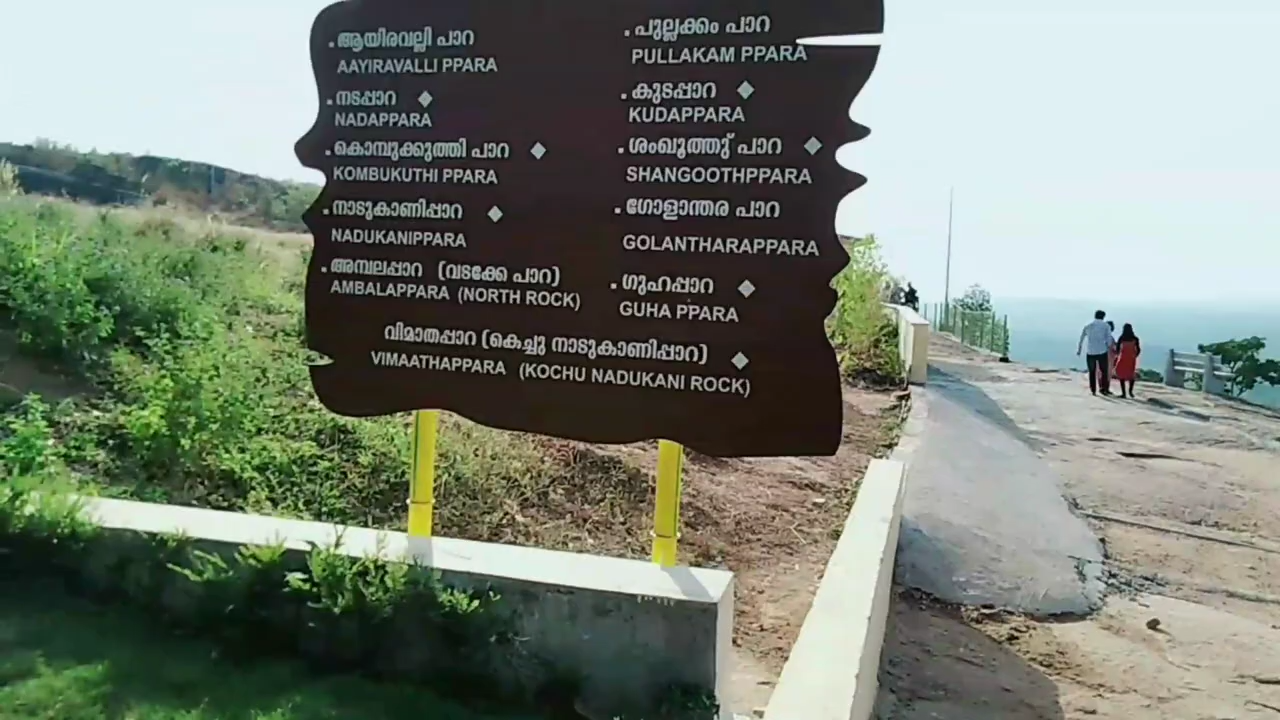 . ആയിരവല്ലി പാറ
AAYIRAVALLI PPARA
. നടപ്പാറ ◆
NADAPPARA
. കൊമ്പുക്കുത്തി പാറ ◆
KOMBUKUTHI PPARA
. നാടുകാണിപ്പാറ ◆
NADUKANIPPARA
. അമ്പലപ്പാറ (വടക്കേ പാറ)
AMBALAPPARA (NORTH ROCK)
. പുല്ലക്കം പാറ
PULLAKAM PPARA
. കുടപ്പാറ ◆
KUDAPPARA
. ശംഖൂത്തു് പാറ ◆
SHANGOOTHPPARA
. ഗോളാന്തര പാറ
GOLANTHARAPPARA
. ഗുഹപ്പാറ ◆
GUHA PPARA
വിമാതപ്പാറ (കെച്ചു നാടുകാണിപ്പാറ) ◆
VIMAATHAPPARA (KOCHU NADUKANI ROCK)